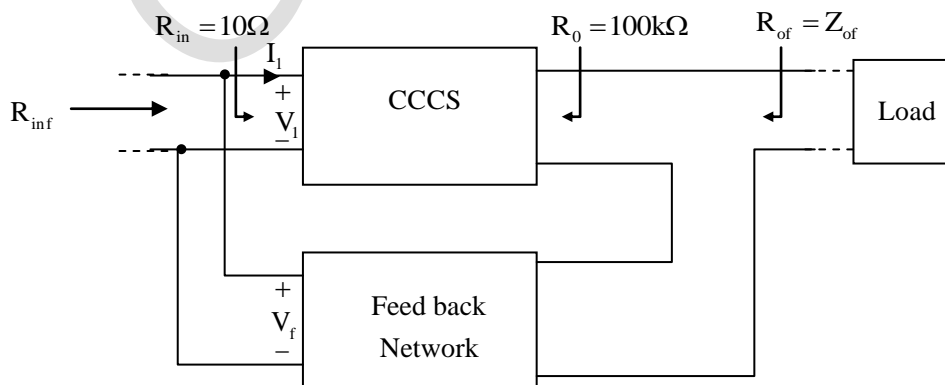 R_in = 10Ω
R_0 = 100kΩ
R_of = Z_of
I_1
+
V_1
−
CCCS
Load
R_inf
+
V_f
−
Feed back
Network